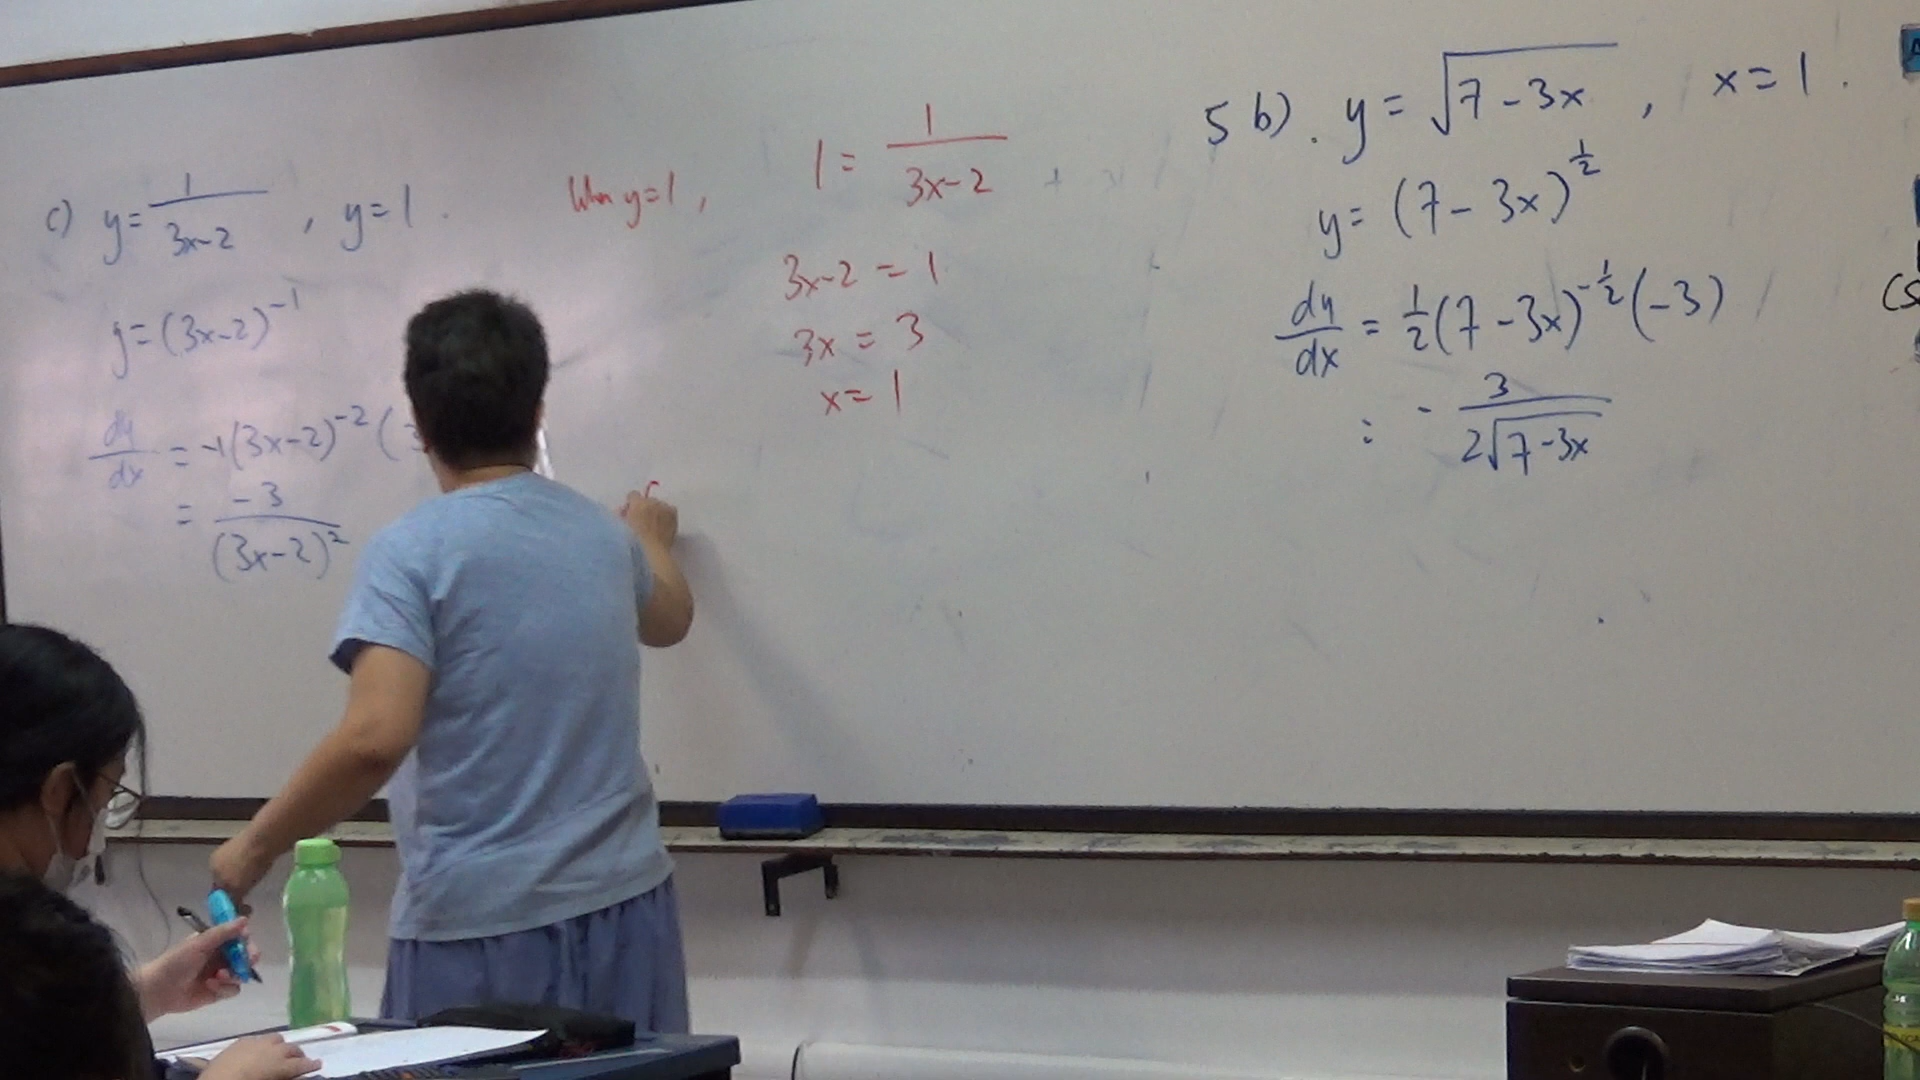 c) y = 1/(3x-2) , y=1 .
y = (3x-2)^-1
dy/dx = -1(3x-2)^-2 (
= -3/(3x-2)^2
When y=1 , 1 = 1/(3x-2)
3x-2 = 1
3x = 3
x = 1
5 b) . y = √(7-3x) , x = 1 .
y = (7-3x)^1/2
dy/dx = 1/2(7-3x)^-1/2 (-3)
= - 3/(2√(7-3x))